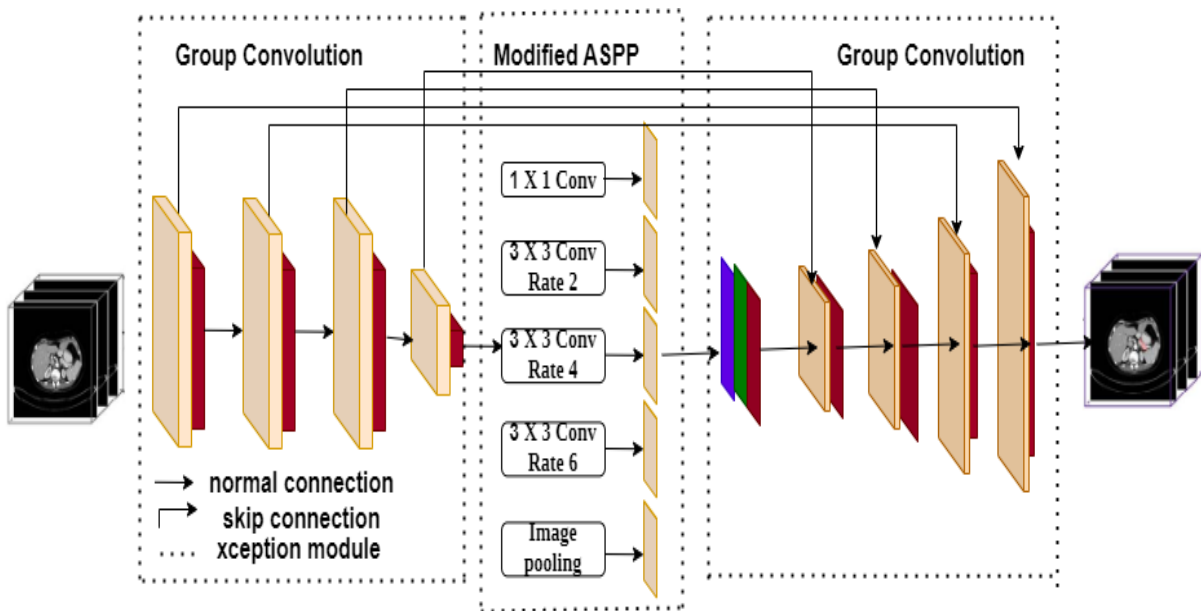 Group Convolution
Modified ASPP
Group Convolution
1 X 1 Conv
3 X 3 Conv
Rate 2
3 X 3 Conv
Rate 4
3 X 3 Conv
Rate 6
Image
pooling
normal connection
skip connection
xception module